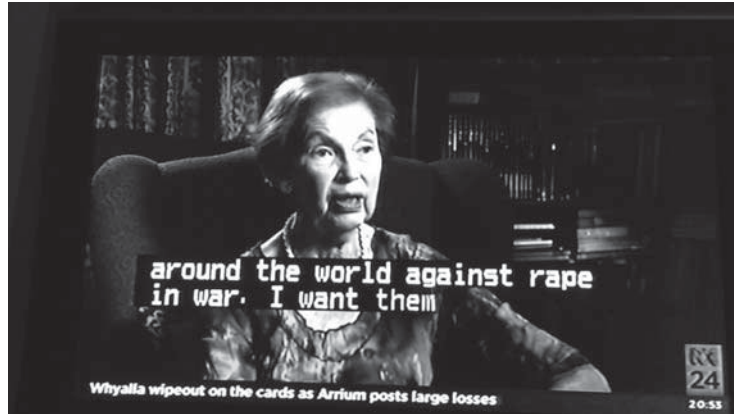 around the world against rape
in war. I want them
24
Whyalla wipeout on the cards as Arrium posts large losses
20:53